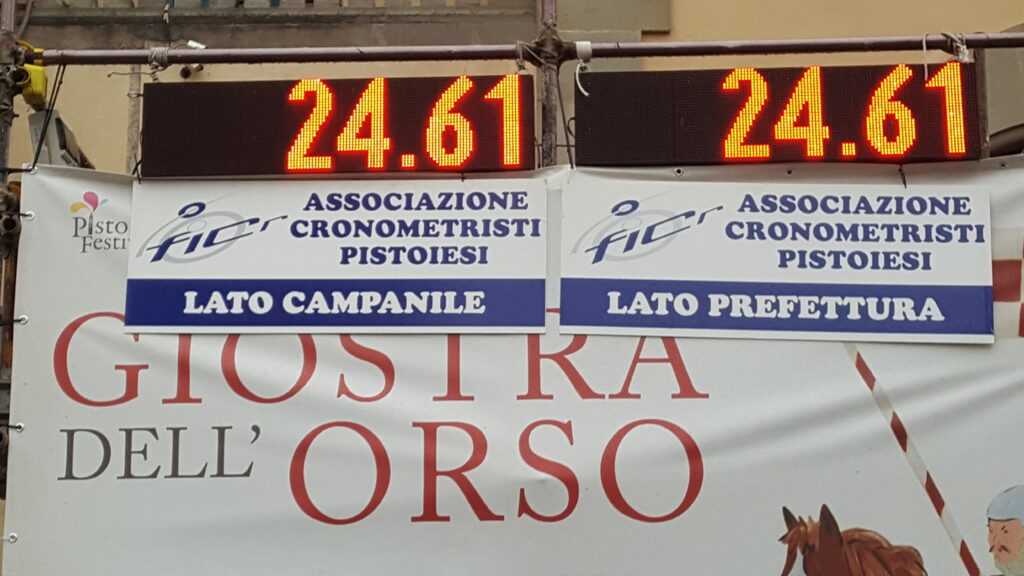 24.61
24.61
FICr
ASSOCIAZIONE
CRONOMETRISTI
PISTOIESI
LATO CAMPANILE
FICr
ASSOCIAZIONE
CRONOMETRISTI
PISTOIESI
LATO PREFETTURA
GIOSTRA
DELL' ORSO